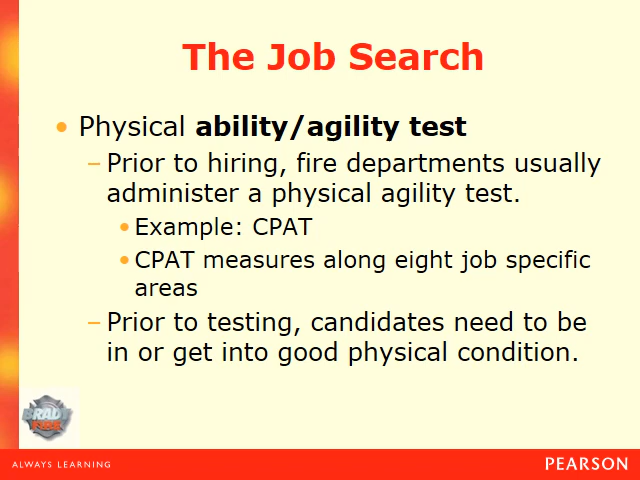 The Job Search
• Physical ability/agility test
– Prior to hiring, fire departments usually
administer a physical agility test.
• Example: CPAT
• CPAT measures along eight job specific
areas
– Prior to testing, candidates need to be
in or get into good physical condition.
BRADY
FIRE
ALWAYS LEARNING
PEARSON